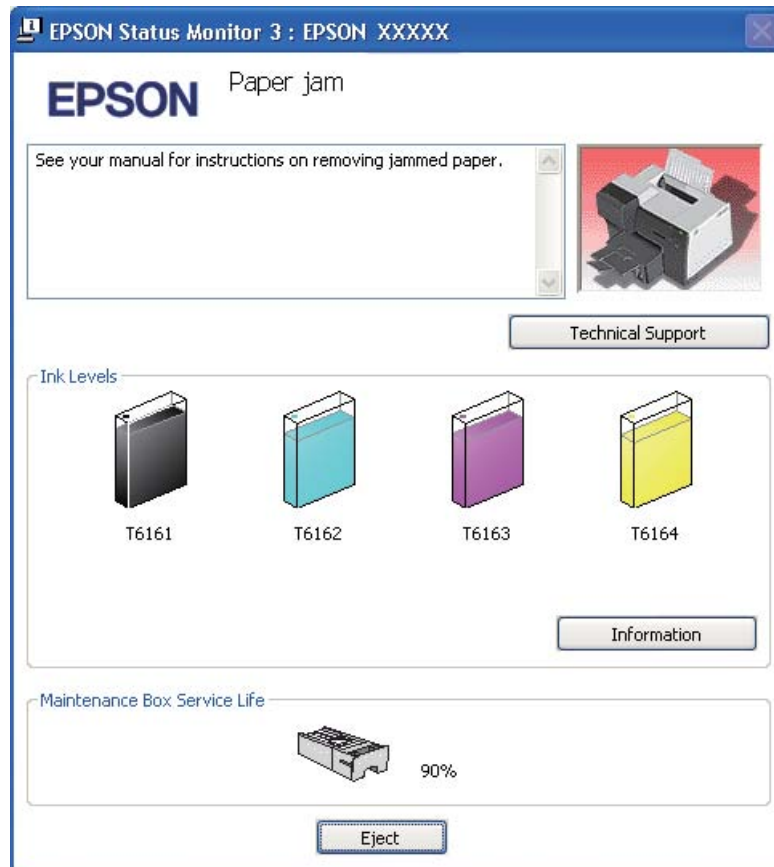 EPSON Status Monitor 3 : EPSON XXXXX
EPSON
Paper jam
See your manual for instructions on removing jammed paper.
Technical Support
Ink Levels
T6161
T6162
T6163
T6164
Information
Maintenance Box Service Life
90%
Eject